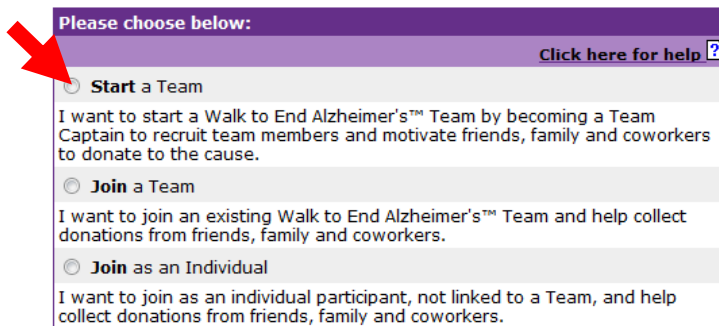 Please choose below:
Click here for help ?
Start a Team
I want to start a Walk to End Alzheimer's™ Team by becoming a Team
Captain to recruit team members and motivate friends, family and coworkers
to donate to the cause.
Join a Team
I want to join an existing Walk to End Alzheimer's™ Team and help collect
donations from friends, family and coworkers.
Join as an Individual
I want to join as an individual participant, not linked to a Team, and help
collect donations from friends, family and coworkers.